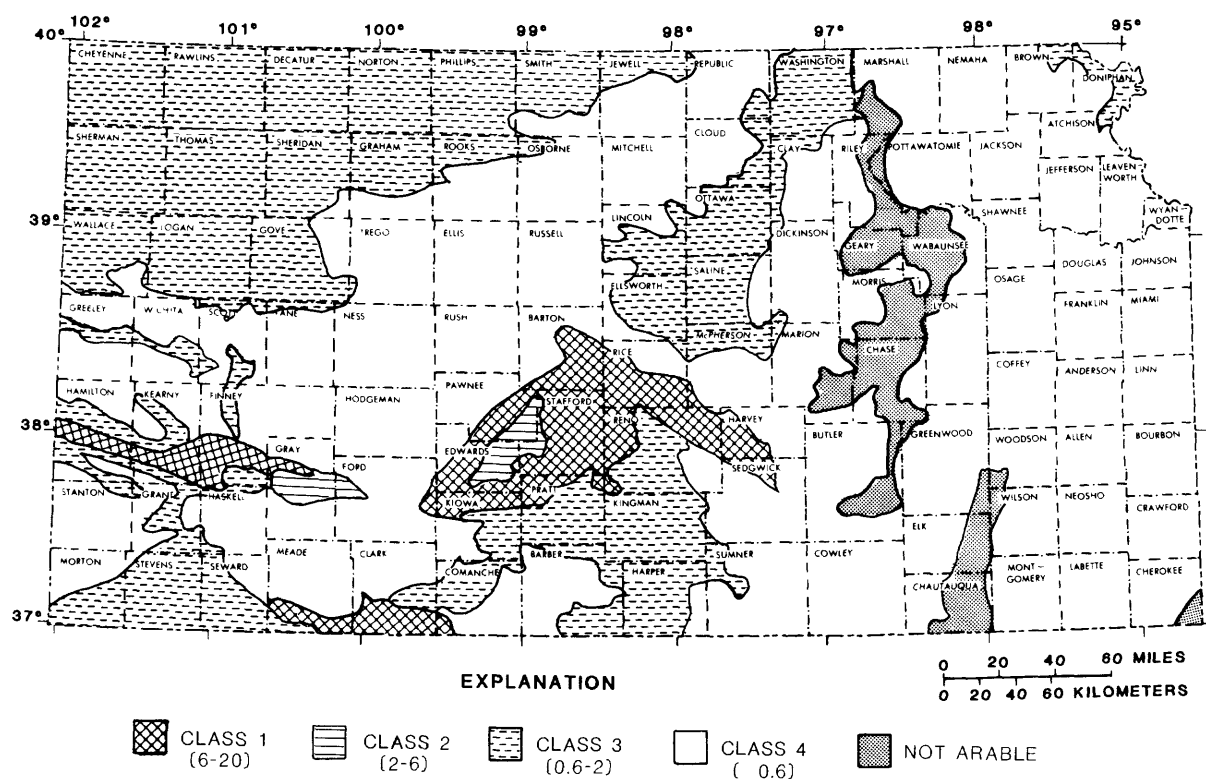 102° 101° 100° 99° 98° 97° 98° 95°
40°
CHEYENNE RAWLINS DECATUR NORTON PHILLIPS SMITH JEWELL REPUBLIC WASHINGTON MARSHALL NEMAHA BROWN DONIPHAN
SHERMAN THOMAS SHERIDAN GRAHAM ROOKS OSBORNE MITCHELL CLOUD CLAY RILEY POTTAWATOMIE JACKSON ATCHISON
JEFFERSON LEAVEN-
WORTH
39°
WALLACE LOGAN GOVE TREGO ELLIS RUSSELL LINCOLN OTTAWA DICKINSON GEARY WABAUNSEE SHAWNEE WYAN-
DOTTE
ELLSWORTH SALINE MORRIS LYON OSAGE DOUGLAS JOHNSON
GREELEY WICHITA SCOTT LANE NESS RUSH BARTON RICE McPHERSON MARION CHASE FRANKLIN MIAMI
HAMILTON KEARNY FINNEY HODGEMAN PAWNEE STAFFORD RENO HARVEY COFFEY ANDERSON LINN
38°
GRAY FORD EDWARDS SEDGWICK BUTLER GREENWOOD WOODSON ALLEN BOURBON
STANTON GRANT HASKELL KIOWA PRATT KINGMAN ELK WILSON NEOSHO CRAWFORD
MORTON STEVENS SEWARD MEADE CLARK COMANCHE BARBER HARPER SUMNER COWLEY CHAUTAUQUA MONT-
GOMERY LABETTE CHEROKEE
37°
0 20 40 60 MILES
0 20 40 60 KILOMETERS
EXPLANATION
CLASS 1
(6-20)
CLASS 2
(2-6)
CLASS 3
(0.6-2)
CLASS 4
( 0.6)
NOT ARABLE